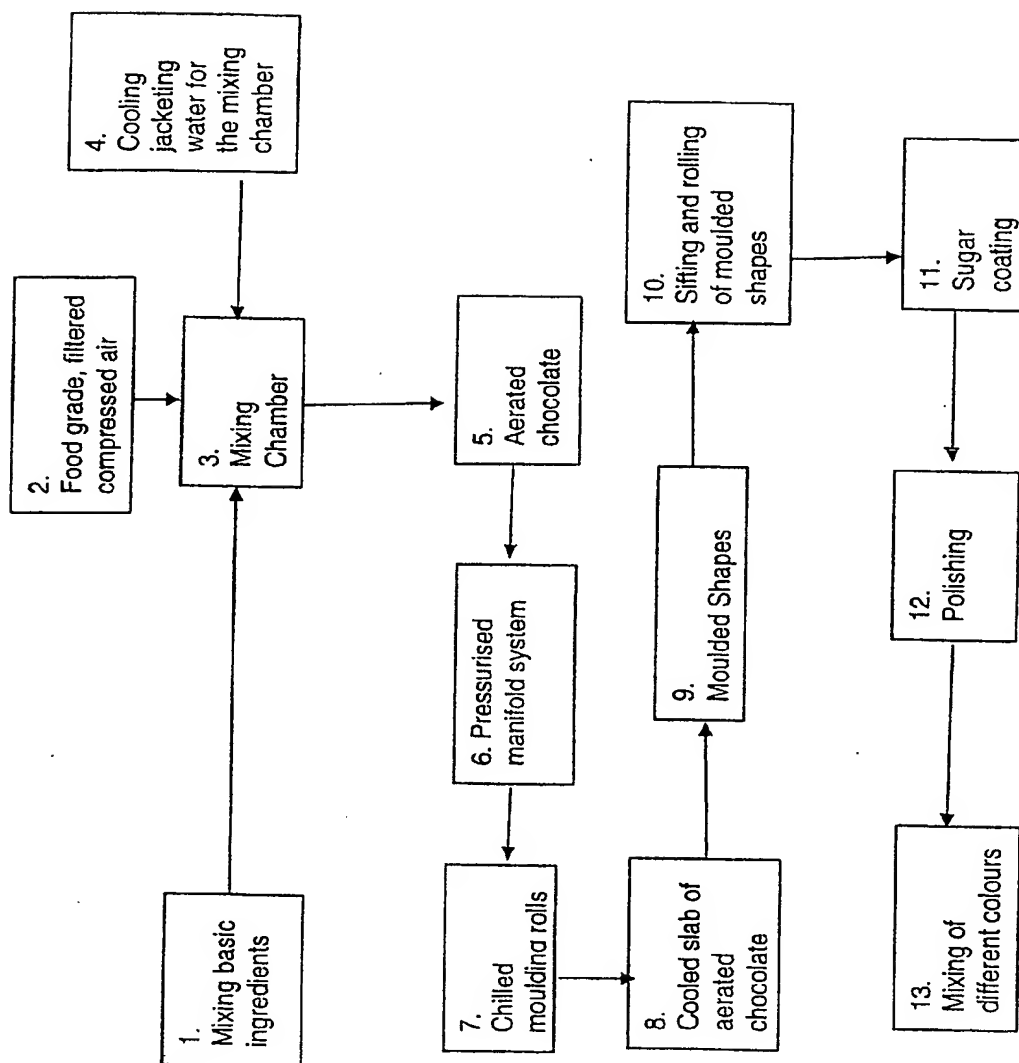 1.
Mixing basic
ingredients
2.
Food grade, filtered
compressed air
3.
Mixing
Chamber
4.
Cooling
jacketing
water for
the mixing
chamber
5.
Aerated
chocolate
6. Pressurised
manifold system
7.
Chilled
moulding rolls
8.
Cooled slab of
aerated
chocolate
9.
Moulded Shapes
10.
Sifting and rolling
of moulded
shapes
11.
Sugar
coating
12.
Polishing
13.
Mixing of
different colours